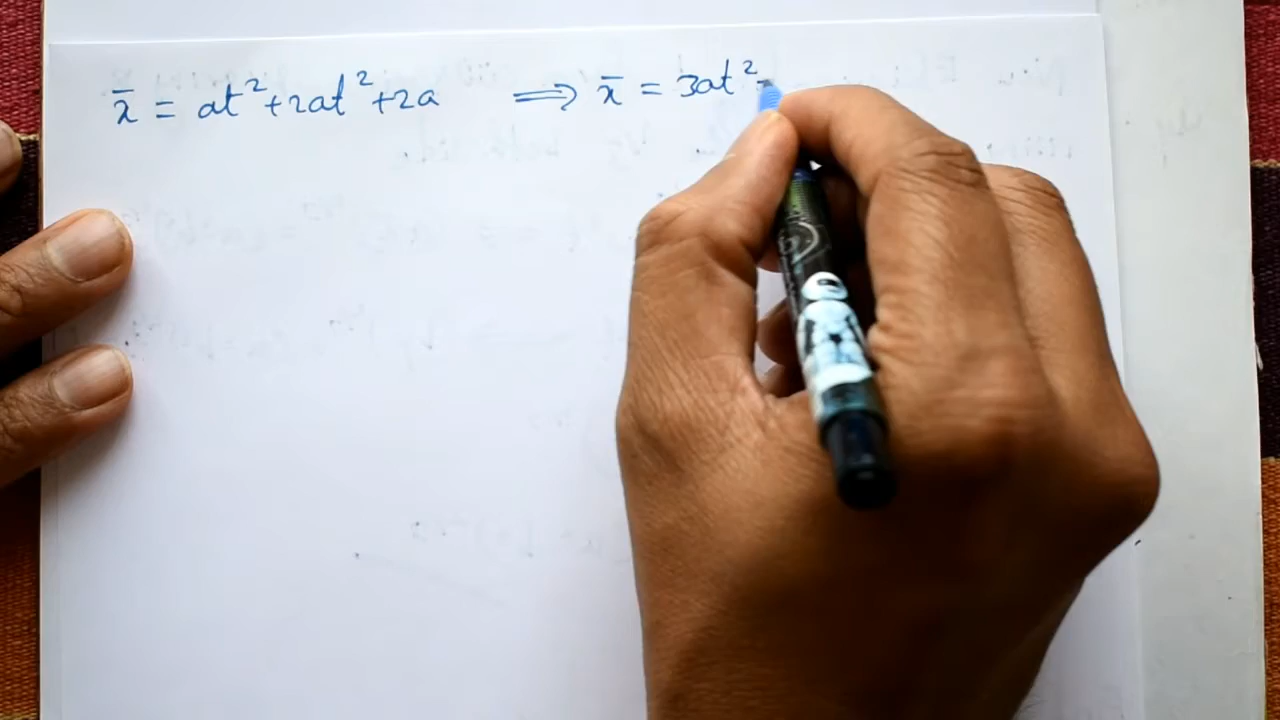 x̄ = at² + 2at² + 2a ⟹ x̄ = 3at²